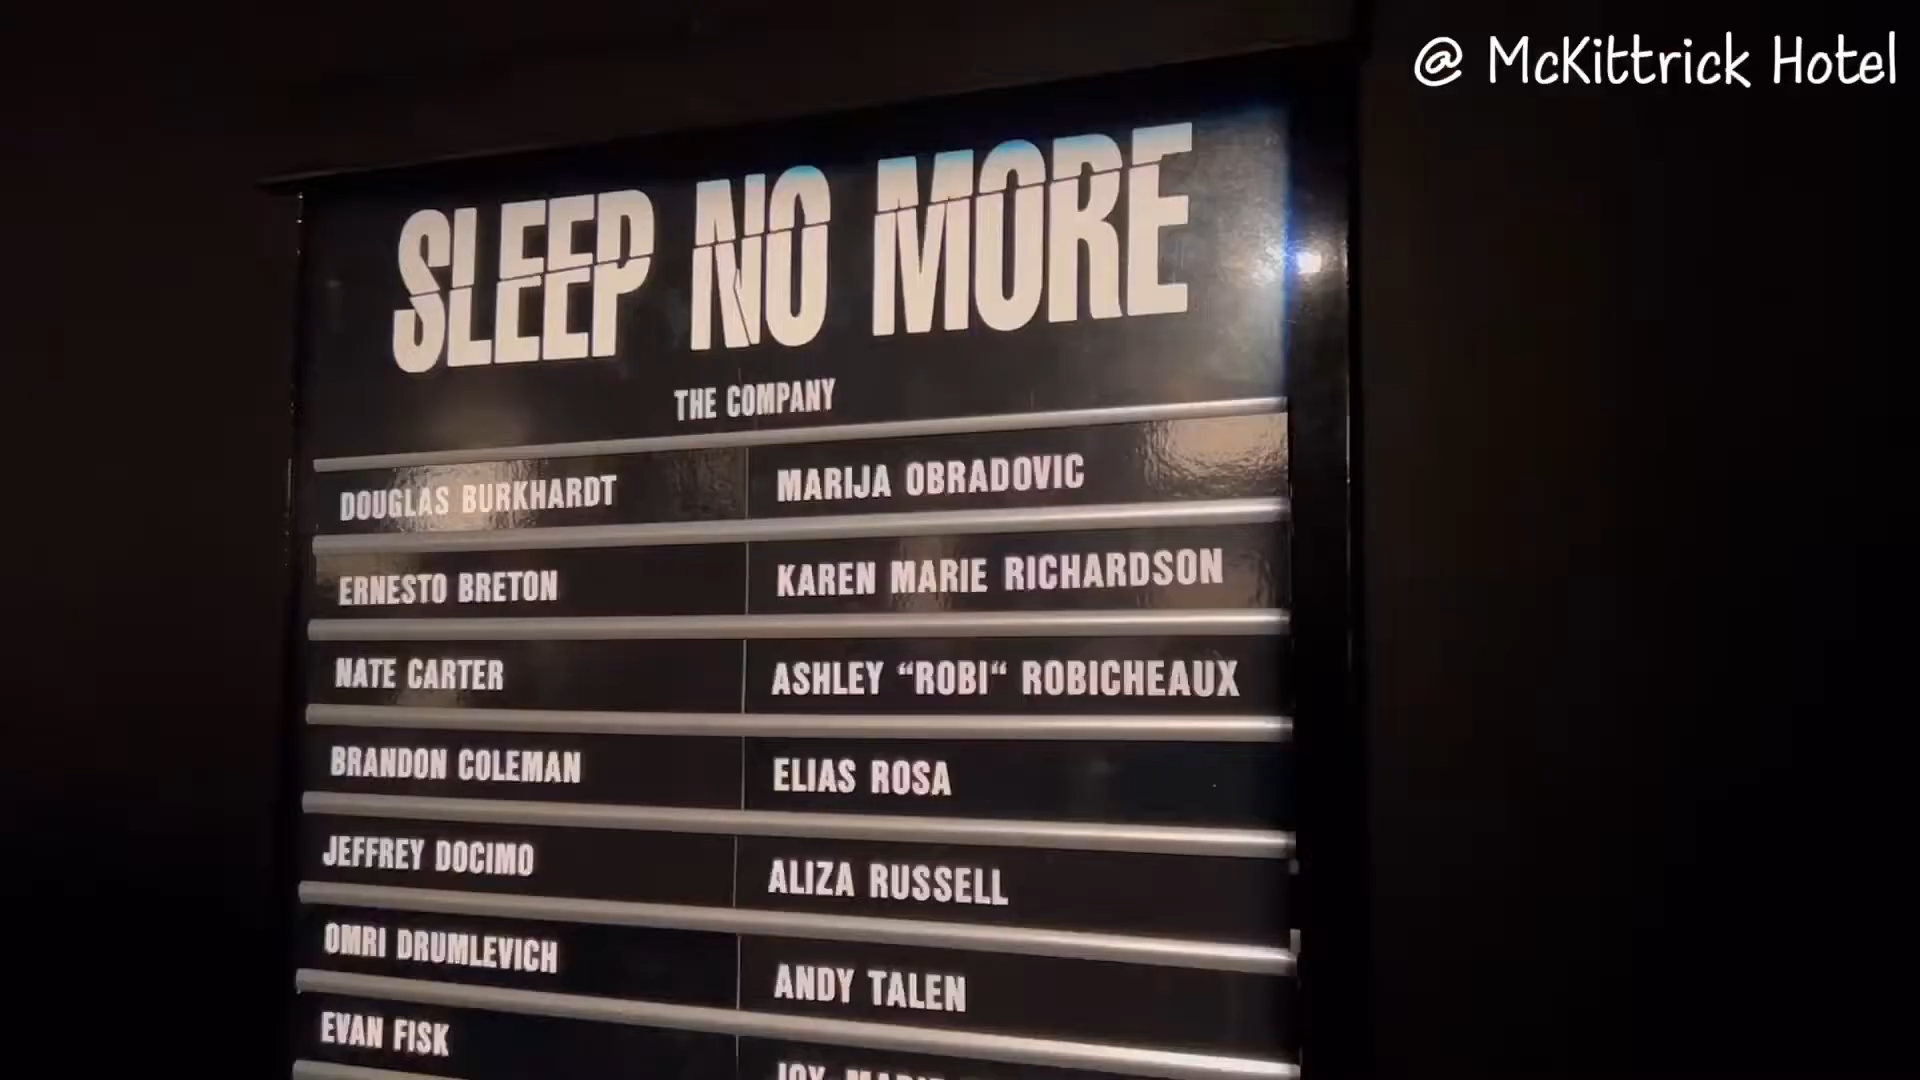 @ McKittrick Hotel
SLEEP NO MORE
THE COMPANY
DOUGLAS BURKHARDT
MARIJA OBRADOVIC
ERNESTO BRETON
KAREN MARIE RICHARDSON
NATE CARTER
ASHLEY “ROBI“ ROBICHEAUX
BRANDON COLEMAN
ELIAS ROSA
JEFFREY DOCIMO
ALIZA RUSSELL
OMRI DRUMLEVICH
ANDY TALEN
EVAN FISK